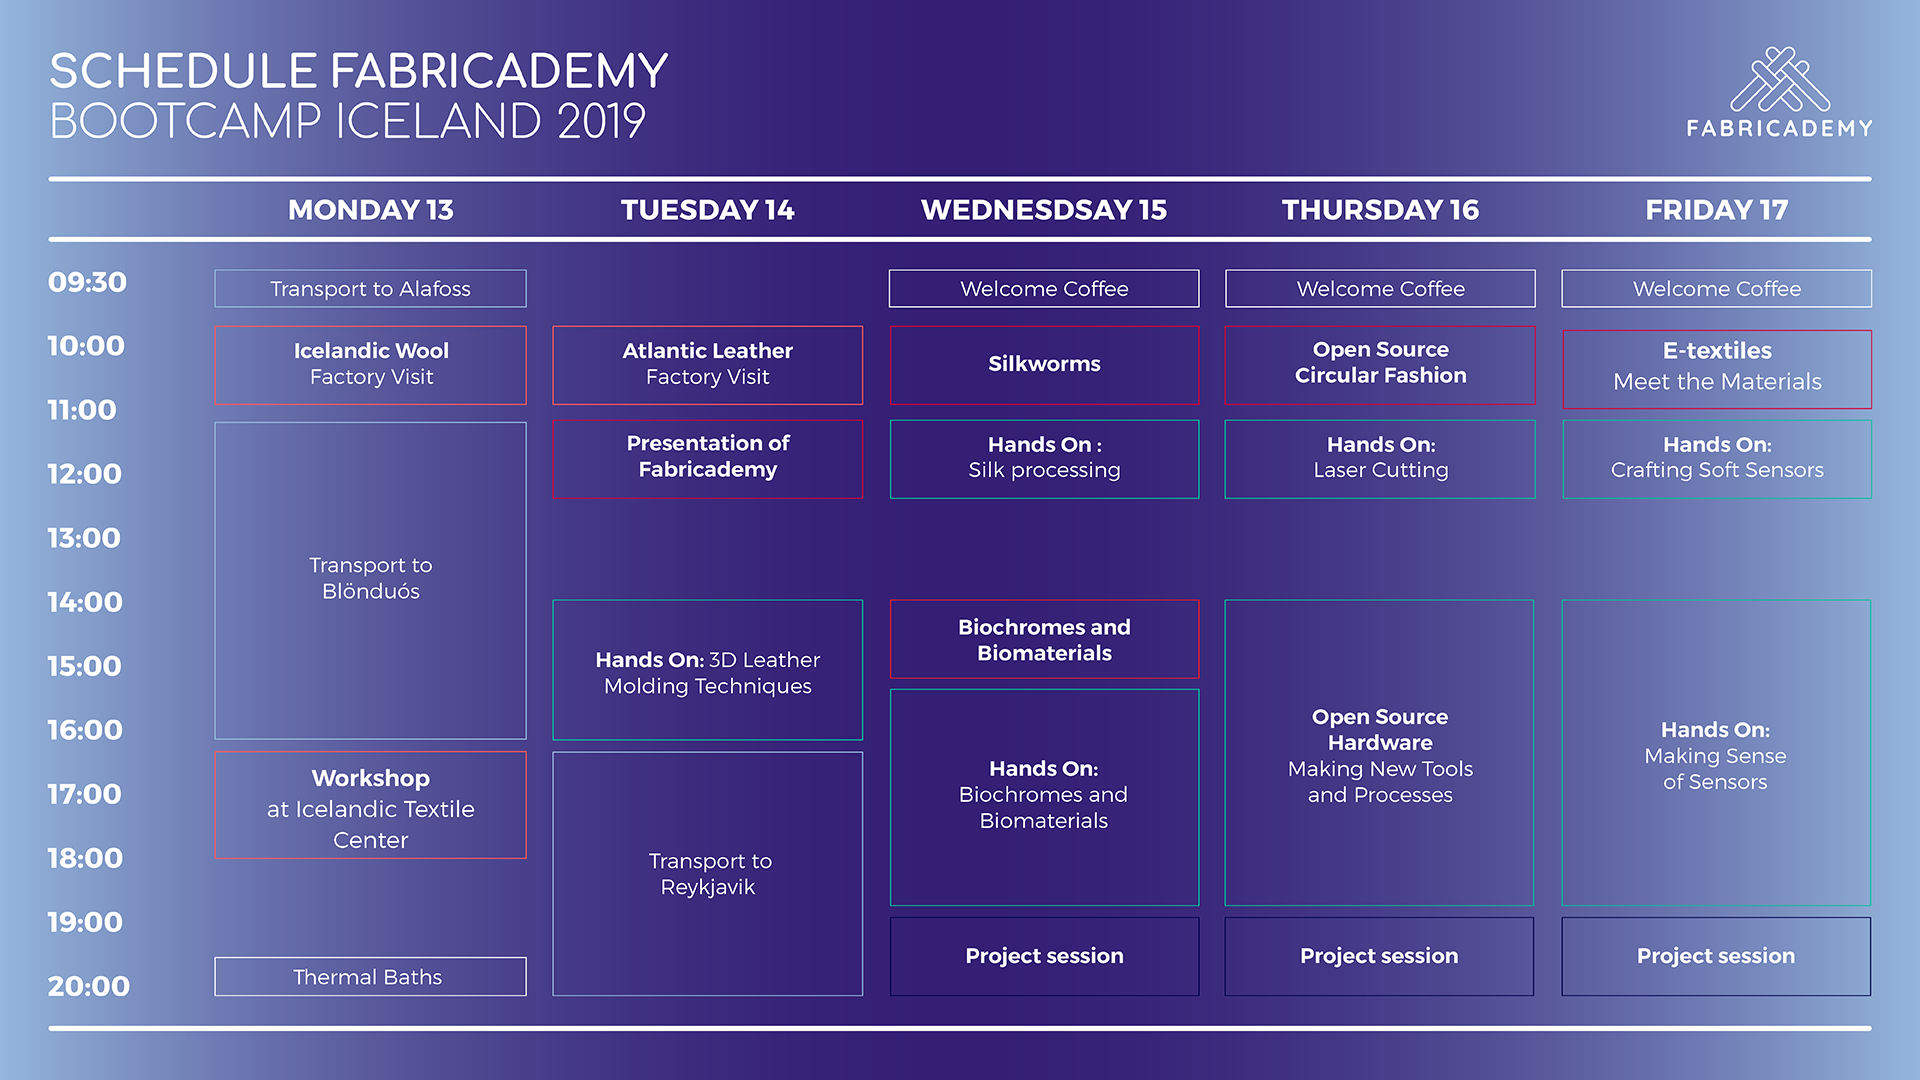 SCHEDULE FABRICADEMY
BOOTCAMP ICELAND 2019
FABRICADEMY
MONDAY 13
TUESDAY 14
WEDNESDSAY 15
THURSDAY 16
FRIDAY 17
09:30
10:00
11:00
12:00
13:00
14:00
15:00
16:00
17:00
18:00
19:00
20:00
Transport to Alafoss
Icelandic Wool
Factory Visit
Transport to
Blönduós
Workshop
at Icelandic Textile
Center
Thermal Baths
Atlantic Leather
Factory Visit
Presentation of
Fabricademy
Hands On: 3D Leather
Molding Techniques
Transport to
Reykjavik
Welcome Coffee
Silkworms
Hands On :
Silk processing
Biochromes and
Biomaterials
Hands On:
Biochromes and
Biomaterials
Project session
Welcome Coffee
Open Source
Circular Fashion
Hands On:
Laser Cutting
Open Source
Hardware
Making New Tools
and Processes
Project session
Welcome Coffee
E-textiles
Meet the Materials
Hands On:
Crafting Soft Sensors
Hands On:
Making Sense
of Sensors
Project session